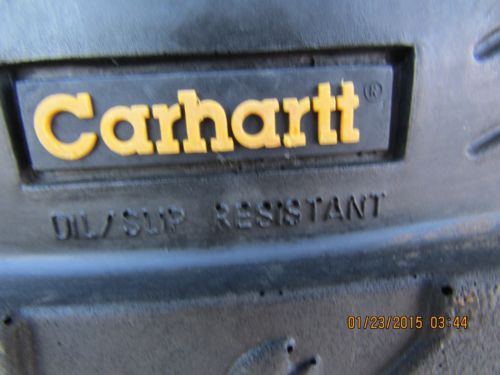 Carhartt®
OIL/SLIP RESISTANT
01/23/2015 03:44